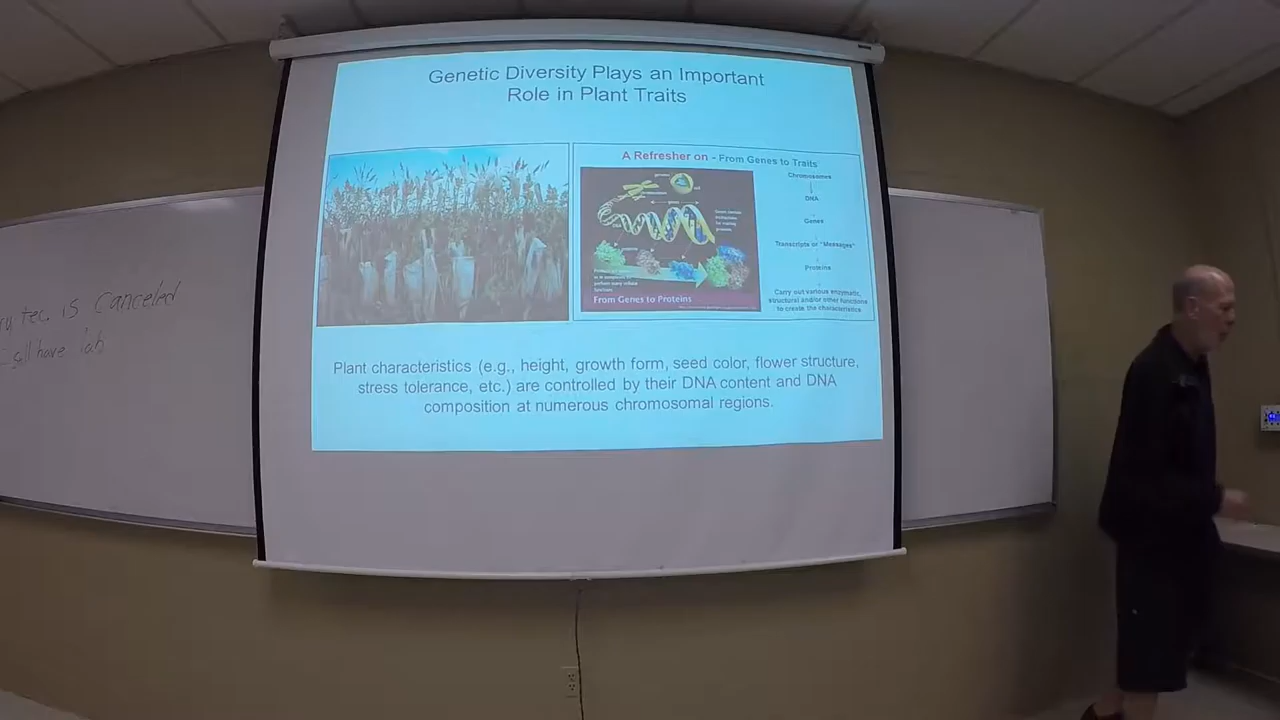 Genetic Diversity Plays an Important
Role in Plant Traits
A Refresher on - From Genes to Traits
Chromosomes
DNA
Genes
Transcripts or "Messages"
Proteins
Carry out various enzymatic,
structural and/or other functions
to create the characteristics
From Genes to Proteins
Plant characteristics (e.g., height, growth form, seed color, flower structure,
stress tolerance, etc.) are controlled by their DNA content and DNA
composition at numerous chromosomal regions.
tec. is canceled
all have lab